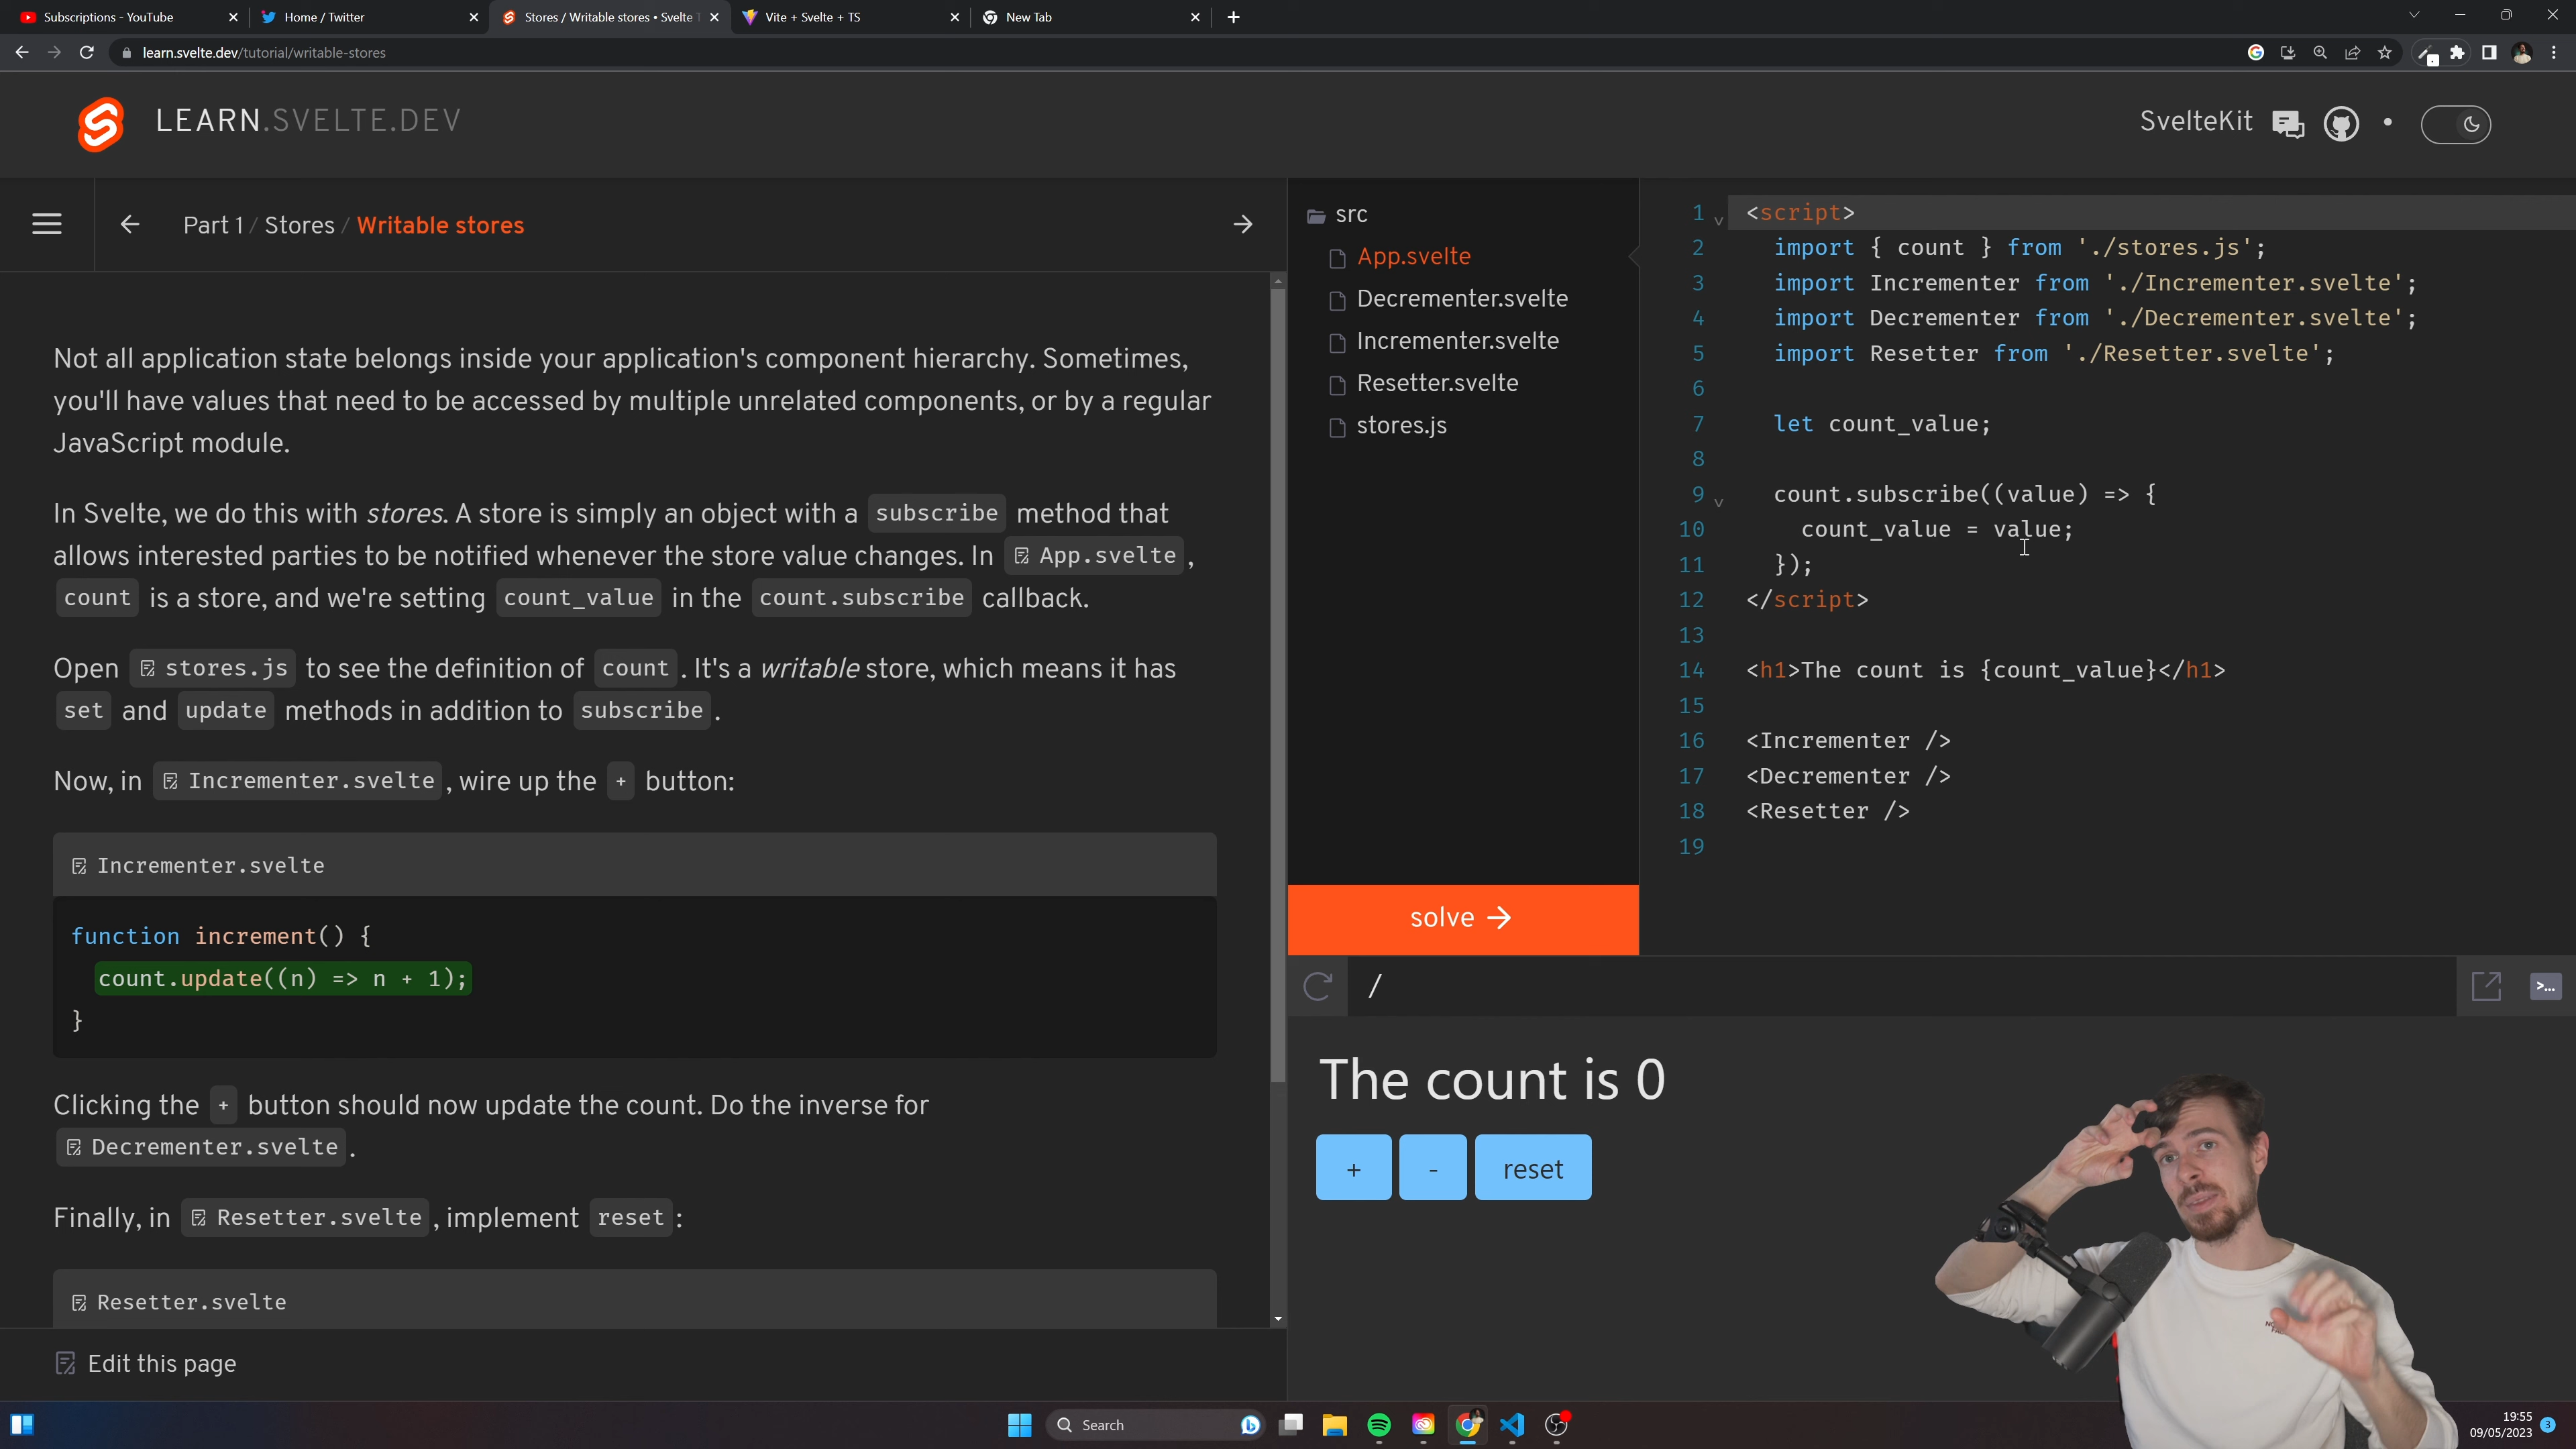 Subscriptions - YouTube
Home / Twitter
Stores / Writable stores • Svelte
Vite + Svelte + TS
New Tab
learn.svelte.dev/tutorial/writable-stores
LEARN.SVELTE.DEV
SvelteKit
Part 1 / Stores / Writable stores
Not all application state belongs inside your application's component hierarchy. Sometimes,
you'll have values that need to be accessed by multiple unrelated components, or by a regular
JavaScript module.
In Svelte, we do this with stores. A store is simply an object with a subscribe method that
allows interested parties to be notified whenever the store value changes. In App.svelte ,
count is a store, and we're setting count_value in the count.subscribe callback.
Open stores.js to see the definition of count . It's a writable store, which means it has
set and update methods in addition to subscribe .
Now, in Incrementer.svelte , wire up the + button:
Incrementer.svelte
function increment() {
count.update((n) => n + 1);
}
Clicking the + button should now update the count. Do the inverse for
Decrementer.svelte .
Finally, in Resetter.svelte , implement reset :
Resetter.svelte
Edit this page
src
App.svelte
Decrementer.svelte
Incrementer.svelte
Resetter.svelte
stores.js
solve →
1 <script>
2 import { count } from './stores.js';
3 import Incrementer from './Incrementer.svelte';
4 import Decrementer from './Decrementer.svelte';
5 import Resetter from './Resetter.svelte';
6
7 let count_value;
8
9 count.subscribe((value) => {
10 count_value = value;
11 });
12 </script>
13
14 <h1>The count is {count_value}</h1>
15
16 <Incrementer />
17 <Decrementer />
18 <Resetter />
19
/
>...
The count is 0
+ - reset
Search
19:55
09/05/2023
3